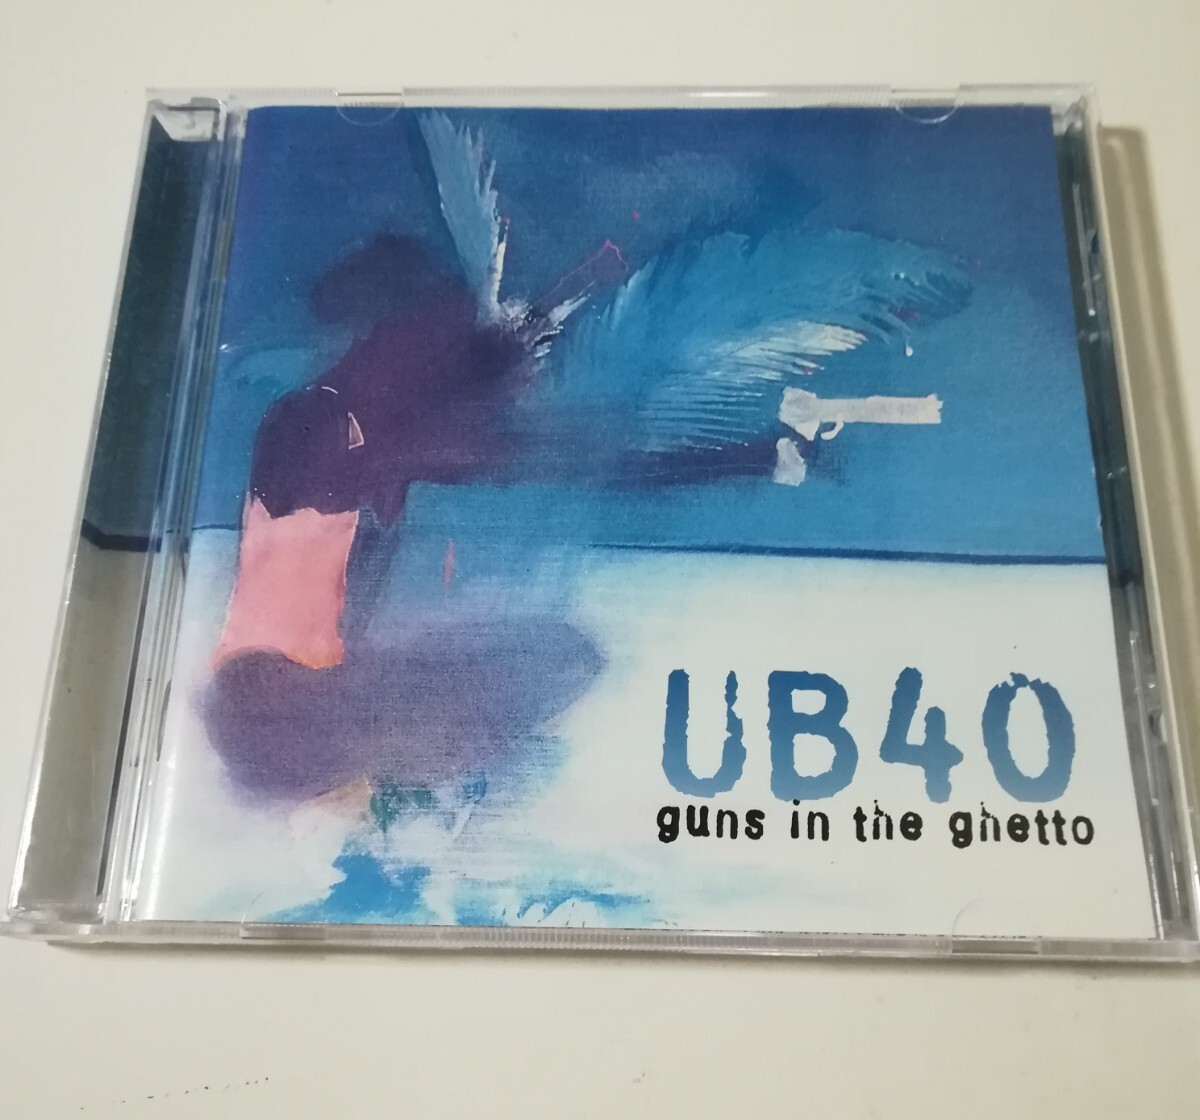 UB40
guns in the ghetto